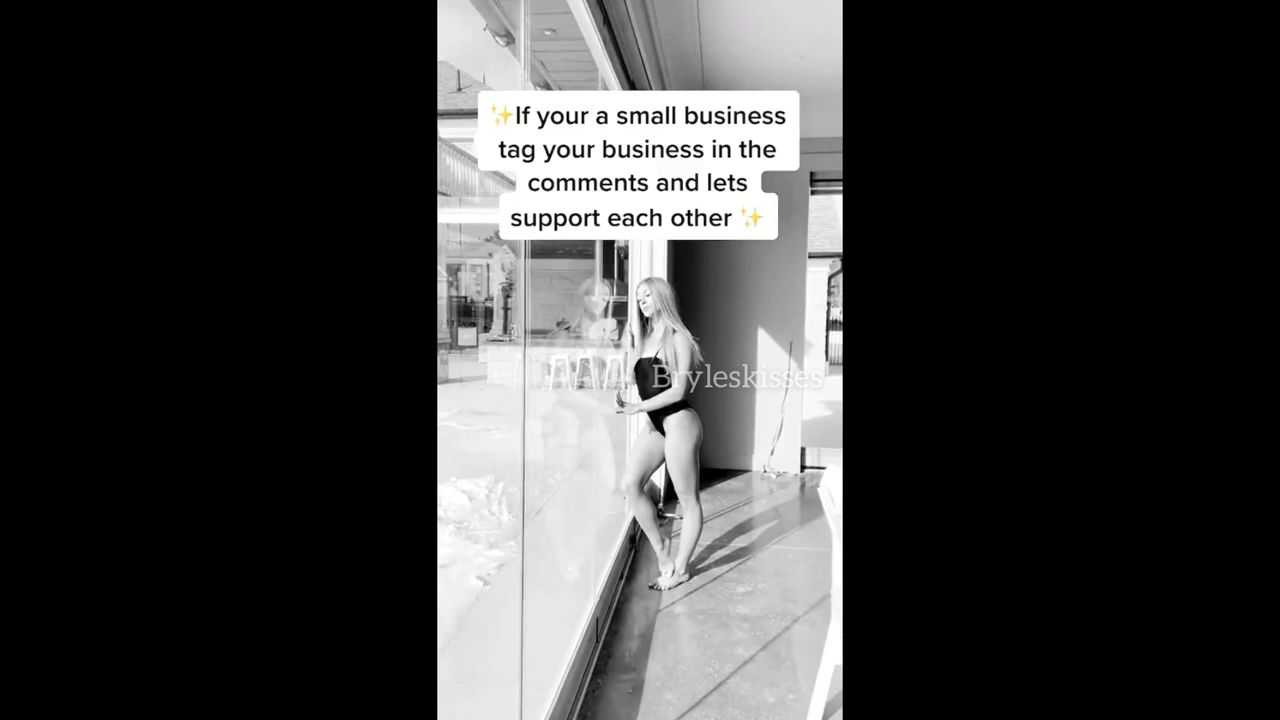 ✨If your a small business
tag your business in the
comments and lets
support each other ✨
Bryleskisses